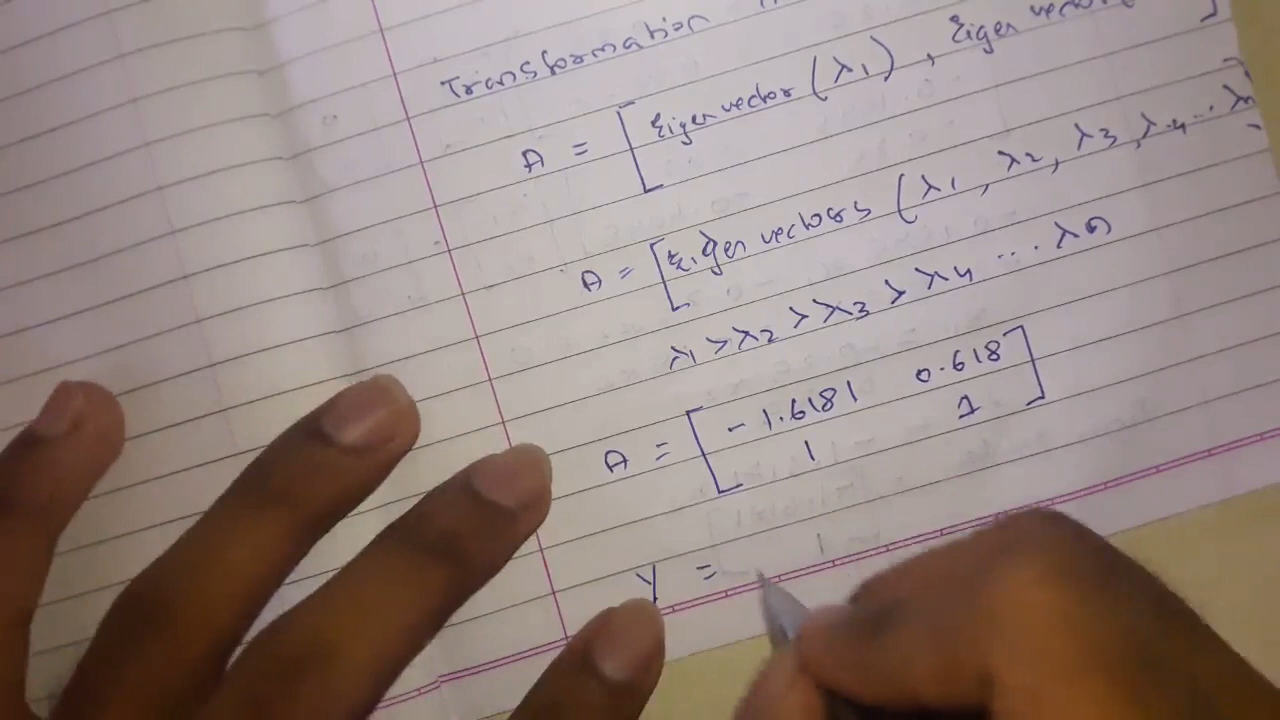 Transformation
A = [Eigen vector (λ1), Eigen vector
A = [Eigen vectors (λ1, λ2, λ3, λ4... λn
λ1 > λ2 > λ3 > λ4 ... λn
A = [-1.6181 0.618]
1 1
Y =